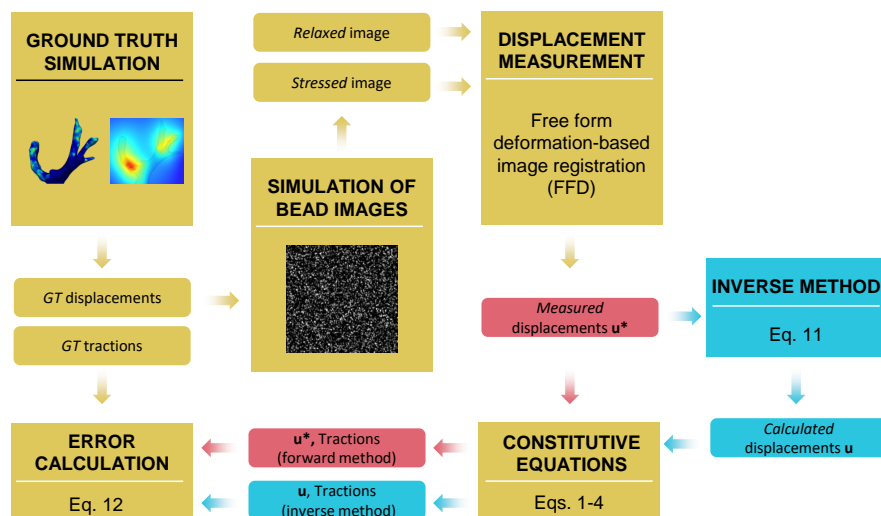 GROUND TRUTH
SIMULATION
GT displacements
GT tractions
Relaxed image
Stressed image
SIMULATION OF
BEAD IMAGES
DISPLACEMENT
MEASUREMENT
Free form
deformation-based
image registration
(FFD)
Measured
displacements u*
INVERSE METHOD
Eq. 11
Calculated
displacements u
CONSTITUTIVE
EQUATIONS
Eqs. 1-4
u*, Tractions
(forward method)
u, Tractions
(inverse method)
ERROR
CALCULATION
Eq. 12